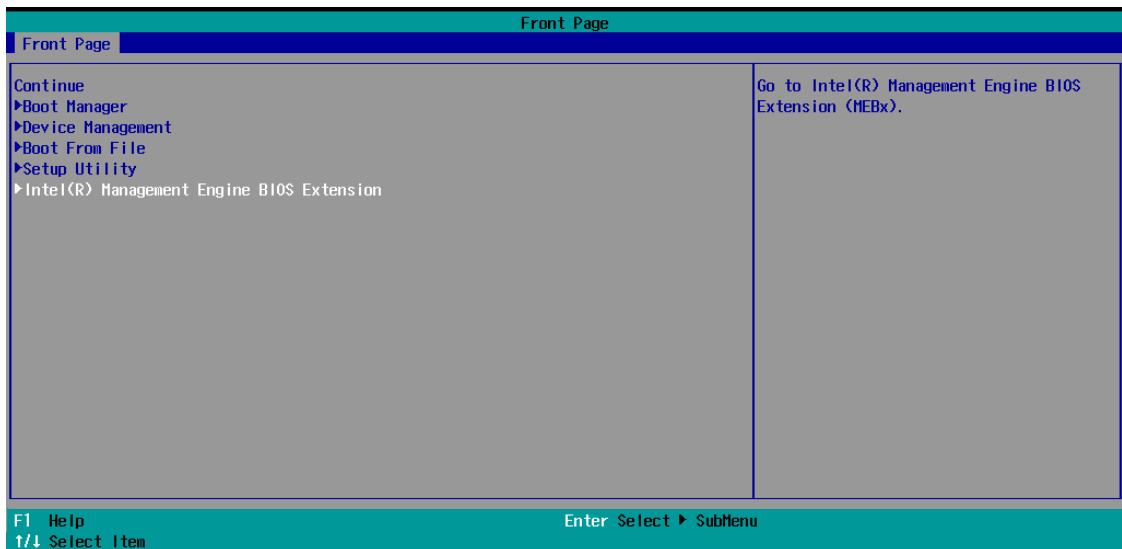 Front Page
Front Page
Continue
▶Boot Manager
▶Device Management
▶Boot From File
▶Setup Utility
▶Intel(R) Management Engine BIOS Extension
Go to Intel(R) Management Engine BIOS
Extension (MEBx).
F1 Help
Enter Select ▶ SubMenu
↑/↓ Select Item